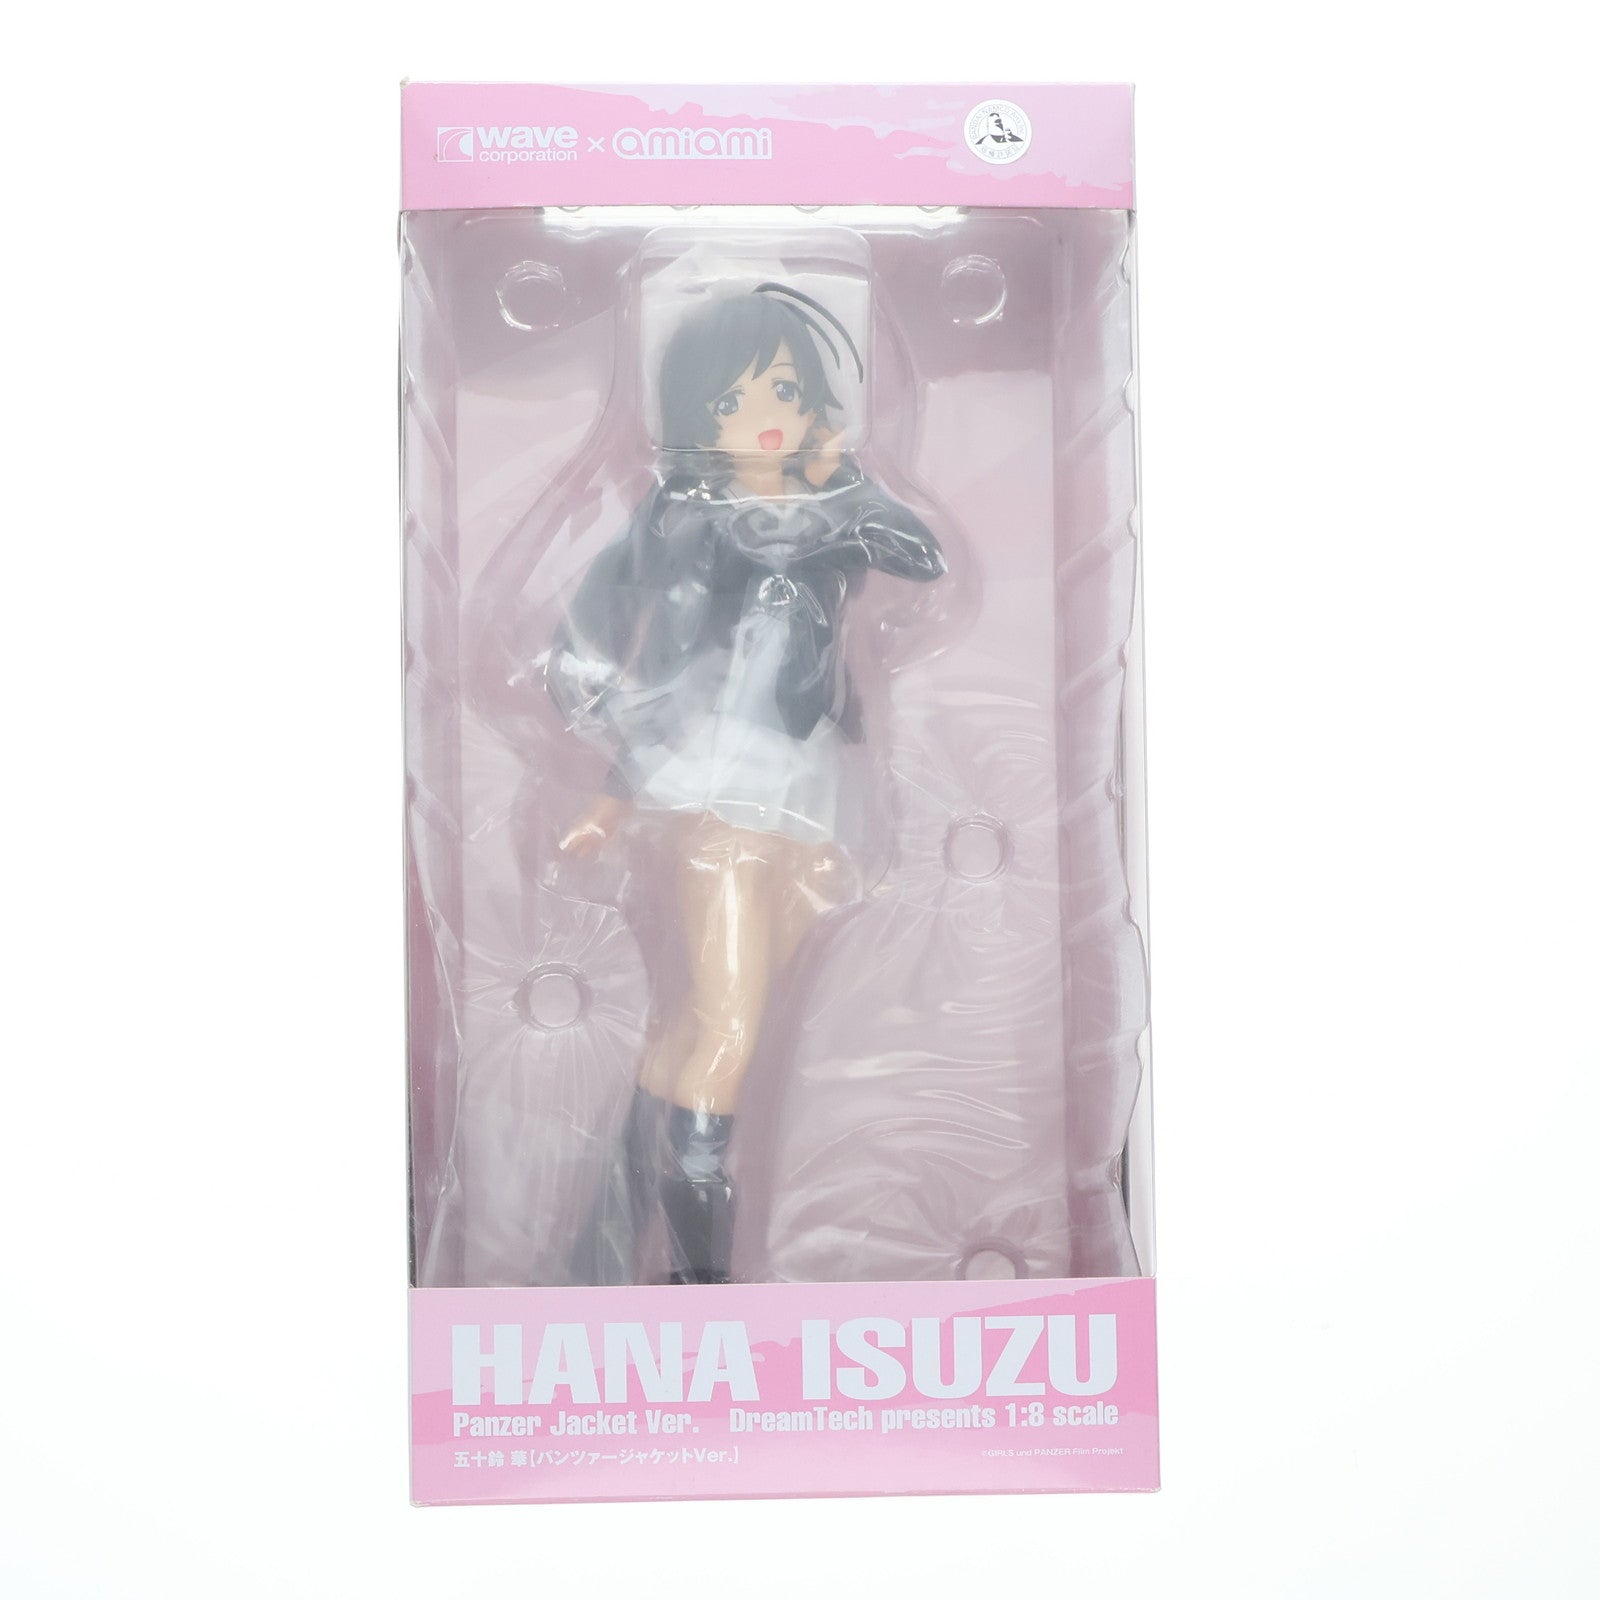 wave corporation × amiami
HANA ISUZU
Panzer Jacket Ver. DreamTech presents 1:8 scale
五十鈴 華[パンツァージャケットVer.]
©GIRLS und PANZER Film Projekt